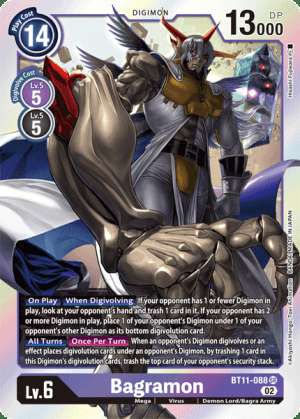 Play Cost
14
DIGIMON
13000
DP
Digivolve Cost
Lv.5
5
Lv.5
5
On Play When Digivolving If your opponent has 1 or fewer Digimon in
play, look at your opponent's hand and trash 1 card in it. If your opponent has 2
or more Digimon in play, place 1 of your opponent's Digimon under 1 of your
opponent's other Digimon as its bottom digivolution card.
All Turns Once Per Turn When an opponent's Digimon digivolves or an
effect places digivolution cards under an opponent's Digimon, by trashing 1 card in
this Digimon's digivolution cards, trash the top card of your opponent's security stack.
BT11-088 SR
Lv.6
Bagramon
02
Mega
Virus
Demon Lord/Bagra Army